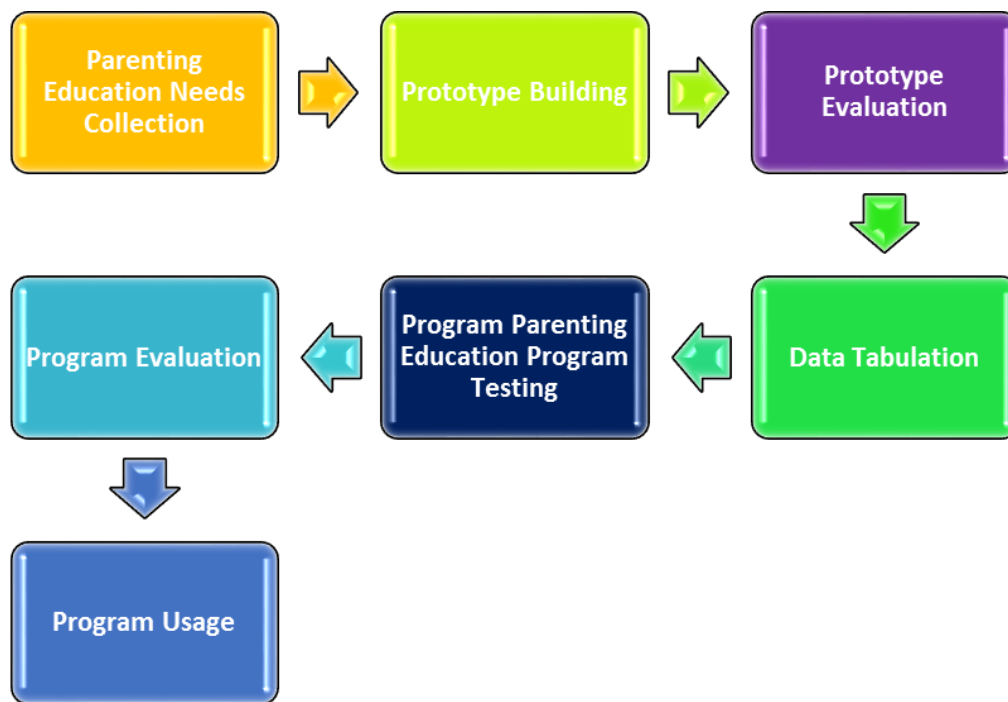 Parenting
Education Needs
Collection
Prototype Building
Prototype
Evaluation
Data Tabulation
Program Parenting
Education Program
Testing
Program Evaluation
Program Usage